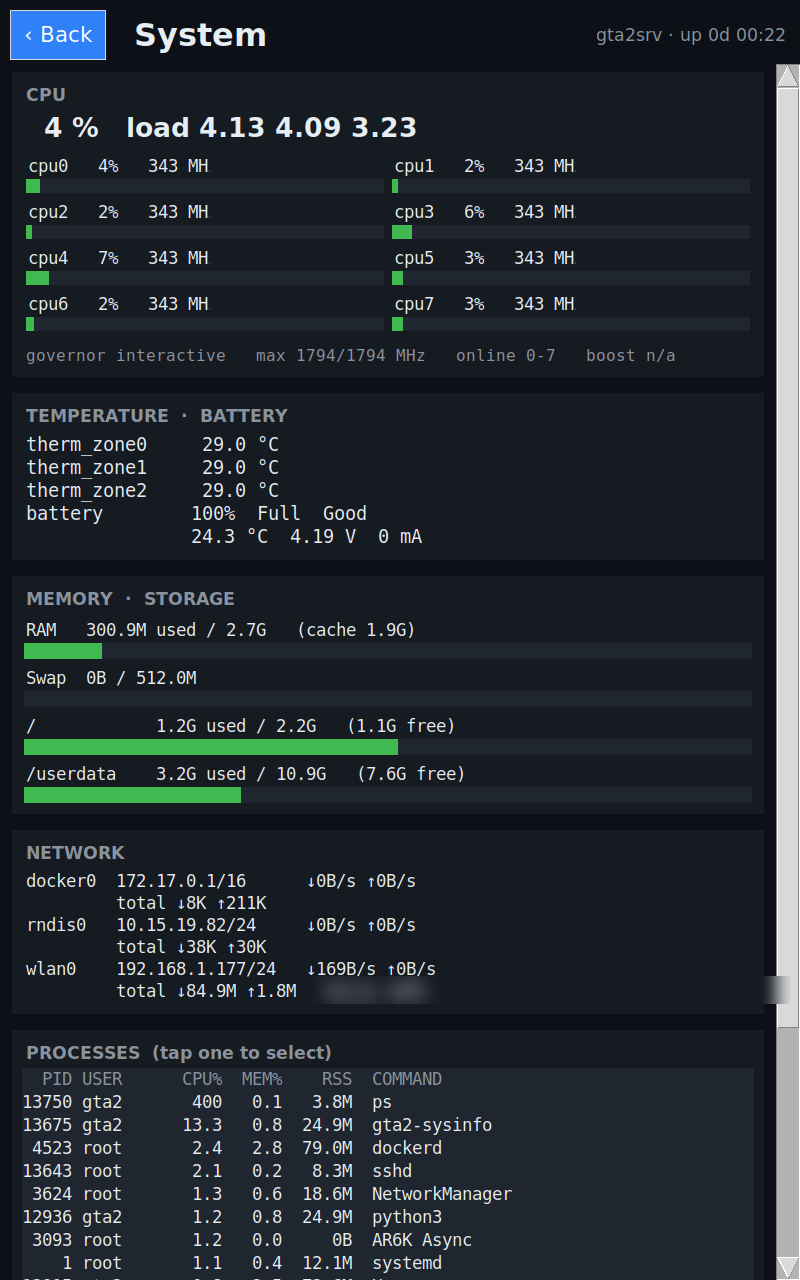 ‹ Back System gta2srv · up 0d 00:22
CPU
4 % load 4.13 4.09 3.23
cpu0 4% 343 MH cpu1 2% 343 MH
cpu2 2% 343 MH cpu3 6% 343 MH
cpu4 7% 343 MH cpu5 3% 343 MH
cpu6 2% 343 MH cpu7 3% 343 MH
governor interactive max 1794/1794 MHz online 0-7 boost n/a
TEMPERATURE · BATTERY
therm_zone0 29.0 °C
therm_zone1 29.0 °C
therm_zone2 29.0 °C
battery 100% Full Good
24.3 °C 4.19 V 0 mA
MEMORY · STORAGE
RAM 300.9M used / 2.7G (cache 1.9G)
Swap 0B / 512.0M
/ 1.2G used / 2.2G (1.1G free)
/userdata 3.2G used / 10.9G (7.6G free)
NETWORK
docker0 172.17.0.1/16 ↓0B/s ↑0B/s
total ↓8K ↑211K
rndis0 10.15.19.82/24 ↓0B/s ↑0B/s
total ↓38K ↑30K
wlan0 192.168.1.177/24 ↓169B/s ↑0B/s
total ↓84.9M ↑1.8M
PROCESSES (tap one to select)
PID USER CPU% MEM% RSS COMMAND
13750 gta2 400 0.1 3.8M ps
13675 gta2 13.3 0.8 24.9M gta2-sysinfo
4523 root 2.4 2.8 79.0M dockerd
13643 root 2.1 0.2 8.3M sshd
3624 root 1.3 0.6 18.6M NetworkManager
12936 gta2 1.2 0.8 24.9M python3
3093 root 1.2 0.0 0B AR6K Async
1 root 1.1 0.4 12.1M systemd